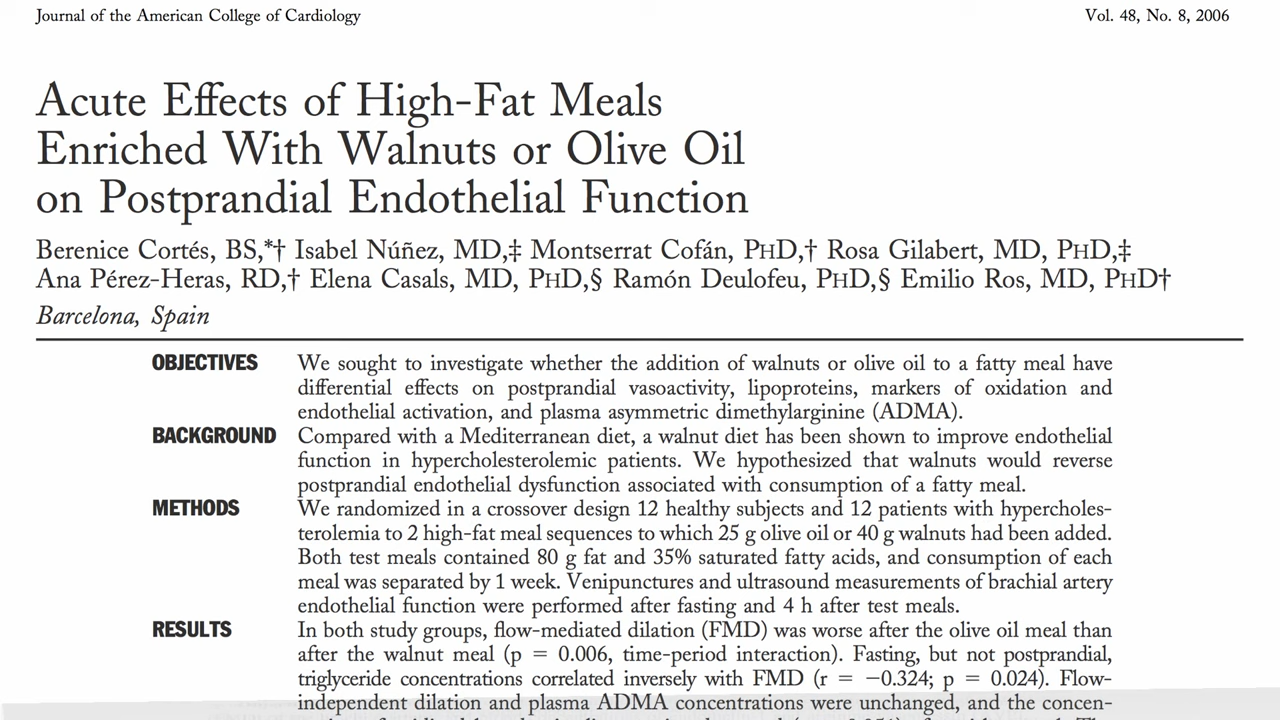 Journal of the American College of Cardiology
Vol. 48, No. 8, 2006
Acute Effects of High-Fat Meals
Enriched With Walnuts or Olive Oil
on Postprandial Endothelial Function
Berenice Cortés, BS,*† Isabel Núñez, MD,‡ Montserrat Cofán, PHD,† Rosa Gilabert, MD, PHD,‡
Ana Pérez-Heras, RD,† Elena Casals, MD, PHD,§ Ramón Deulofeu, PHD,§ Emilio Ros, MD, PHD†
Barcelona, Spain
OBJECTIVES We sought to investigate whether the addition of walnuts or olive oil to a fatty meal have
differential effects on postprandial vasoactivity, lipoproteins, markers of oxidation and
endothelial activation, and plasma asymmetric dimethylarginine (ADMA).
BACKGROUND Compared with a Mediterranean diet, a walnut diet has been shown to improve endothelial
function in hypercholesterolemic patients. We hypothesized that walnuts would reverse
postprandial endothelial dysfunction associated with consumption of a fatty meal.
METHODS We randomized in a crossover design 12 healthy subjects and 12 patients with hypercholes-
terolemia to 2 high-fat meal sequences to which 25 g olive oil or 40 g walnuts had been added.
Both test meals contained 80 g fat and 35% saturated fatty acids, and consumption of each
meal was separated by 1 week. Venipunctures and ultrasound measurements of brachial artery
endothelial function were performed after fasting and 4 h after test meals.
RESULTS In both study groups, flow-mediated dilation (FMD) was worse after the olive oil meal than
after the walnut meal (p = 0.006, time-period interaction). Fasting, but not postprandial,
triglyceride concentrations correlated inversely with FMD (r = −0.324; p = 0.024). Flow-
independent dilation and plasma ADMA concentrations were unchanged, and the concen-